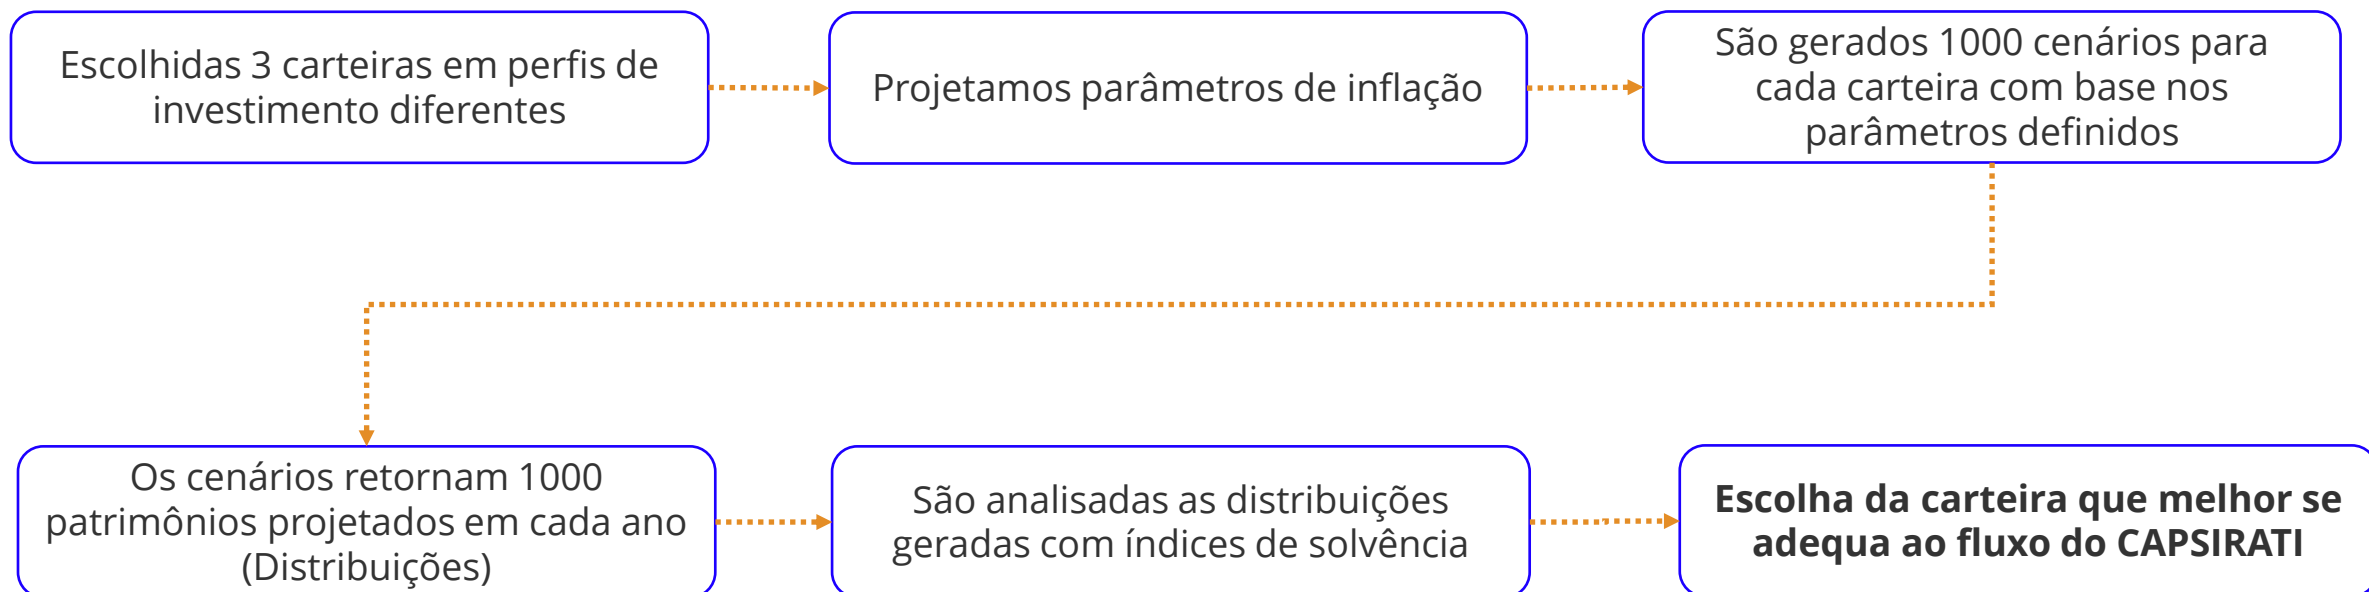 Escolhidas 3 carteiras em perfis de
investimento diferentes
Projetamos parâmetros de inflação
São gerados 1000 cenários para
cada carteira com base nos
parâmetros definidos
Os cenários retornam 1000
patrimônios projetados em cada ano
(Distribuições)
São analisadas as distribuições
geradas com índices de solvência
Escolha da carteira que melhor se
adequa ao fluxo do CAPSIRATI